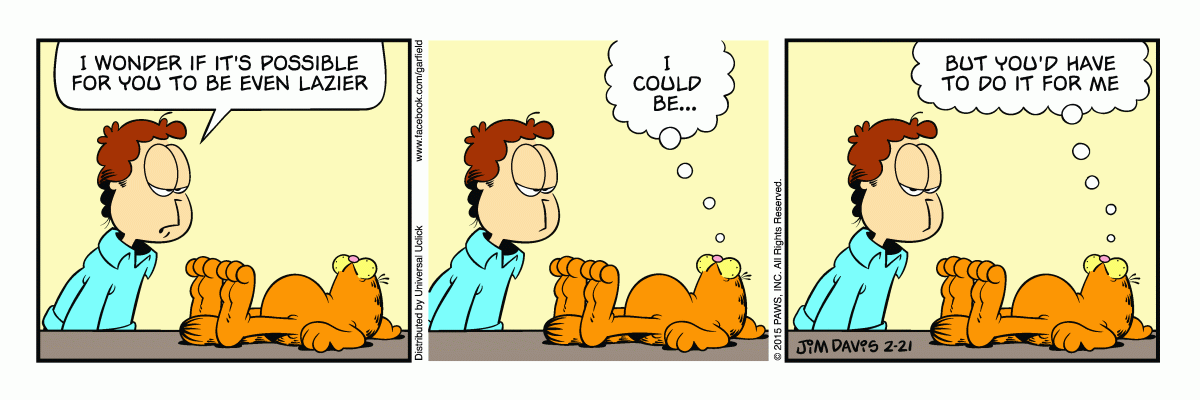 I WONDER IF IT'S POSSIBLE
FOR YOU TO BE EVEN LAZIER
www.facebook.com/garfield
Distributed by Universal Uclick
I
COULD
BE...
© 2015 PAWS, INC. All Rights Reserved.
BUT YOU'D HAVE
TO DO IT FOR ME
JIM DAVIS 2-21